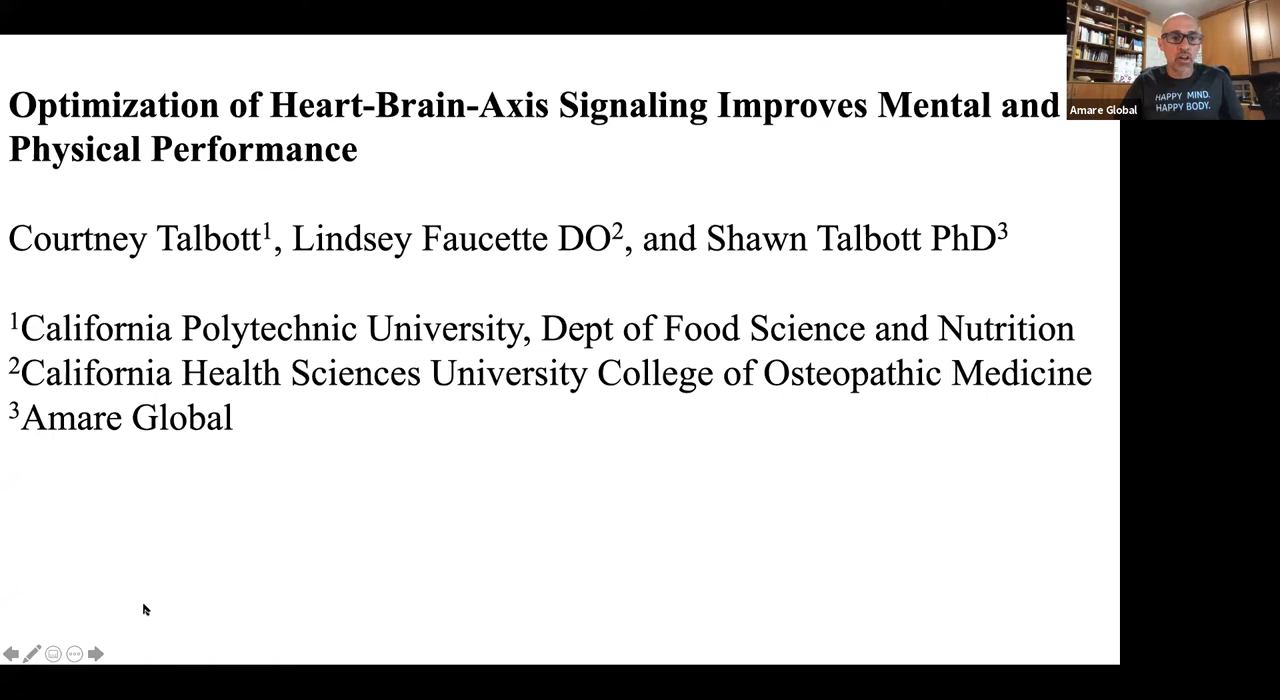 Optimization of Heart-Brain-Axis Signaling Improves Mental and
Physical Performance
Courtney Talbott¹, Lindsey Faucette DO², and Shawn Talbott PhD³
¹California Polytechnic University, Dept of Food Science and Nutrition
²California Health Sciences University College of Osteopathic Medicine
³Amare Global
HAPPY MIND.
HAPPY BODY.
Amare Global